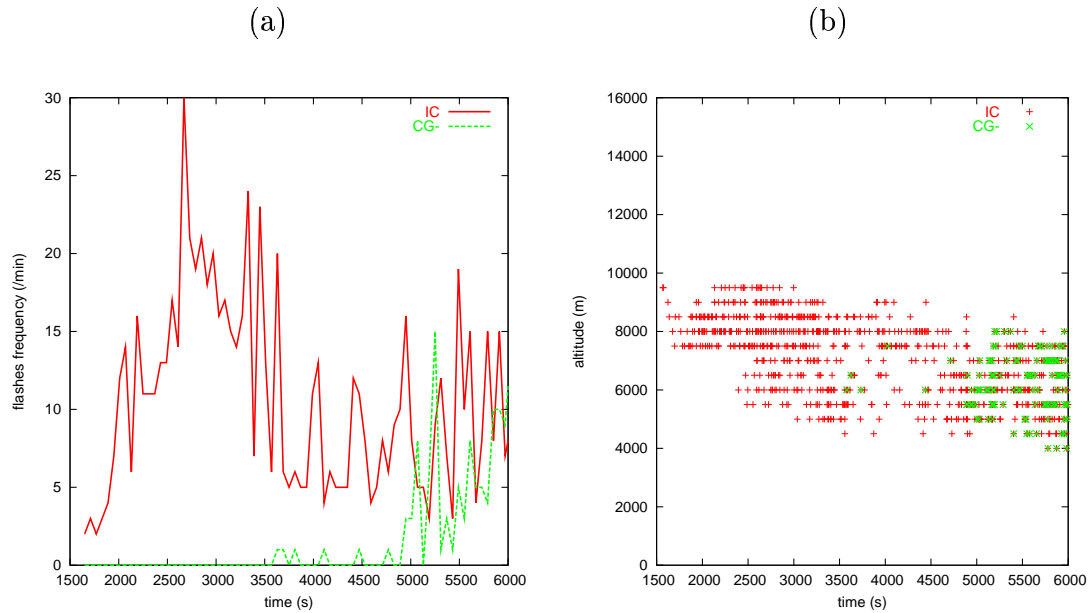 (a)
30
25
20
15
10
5
0
1500 2000 2500 3000 3500 4000 4500 5000 5500 6000
flashes frequency (/min)
time (s)
IC
CG-
(b)
16000
14000
12000
10000
8000
6000
4000
2000
0
1500 2000 2500 3000 3500 4000 4500 5000 5500 6000
altitude (m)
time (s)
IC
CG-